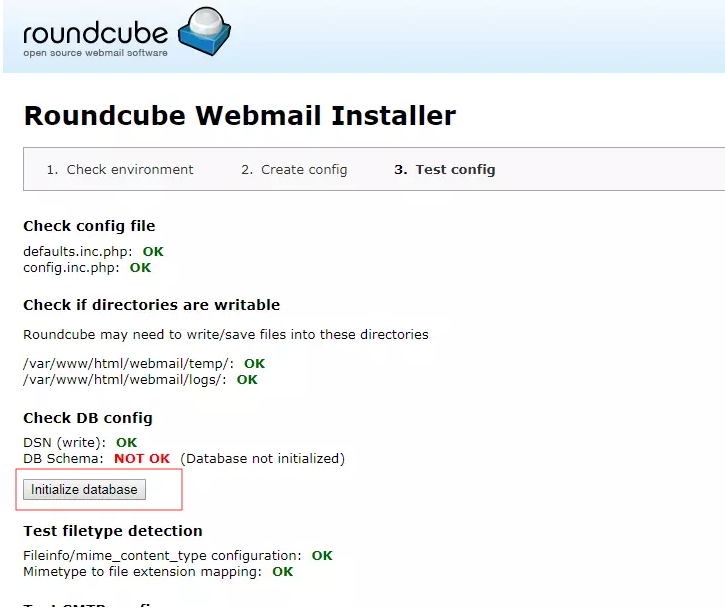 roundcube
open source webmail software
Roundcube Webmail Installer
1. Check environment 2. Create config 3. Test config
Check config file
defaults.inc.php: OK
config.inc.php: OK
Check if directories are writable
Roundcube may need to write/save files into these directories
/var/www/html/webmail/temp/: OK
/var/www/html/webmail/logs/: OK
Check DB config
DSN (write): OK
DB Schema: NOT OK (Database not initialized)
Initialize database
Test filetype detection
Fileinfo/mime_content_type configuration: OK
Mimetype to file extension mapping: OK